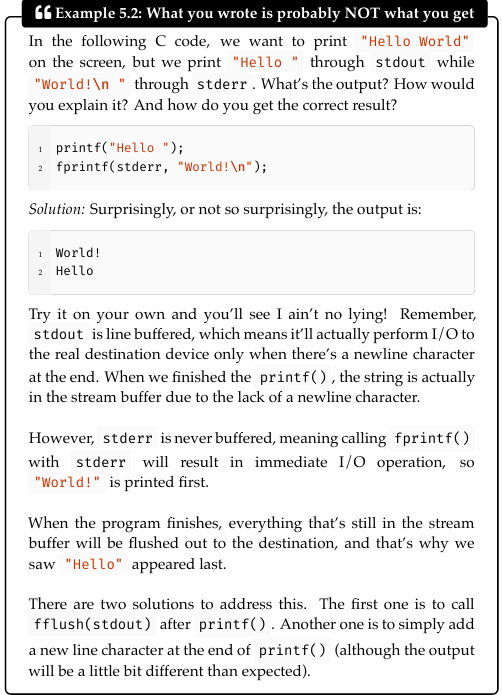 ❝ Example 5.2: What you wrote is probably NOT what you get
In the following C code, we want to print "Hello World"
on the screen, but we print "Hello " through stdout while
"World!\n " through stderr. What's the output? How would
you explain it? And how do you get the correct result?
1 printf("Hello ");
2 fprintf(stderr, "World!\n");
Solution: Surprisingly, or not so surprisingly, the output is:
1 World!
2 Hello
Try it on your own and you'll see I ain't no lying! Remember,
stdout is line buffered, which means it'll actually perform I/O to
the real destination device only when there's a newline character
at the end. When we finished the printf(), the string is actually
in the stream buffer due to the lack of a newline character.
However, stderr is never buffered, meaning calling fprintf()
with stderr will result in immediate I/O operation, so
"World!" is printed first.
When the program finishes, everything that's still in the stream
buffer will be flushed out to the destination, and that's why we
saw "Hello" appeared last.
There are two solutions to address this. The first one is to call
fflush(stdout) after printf(). Another one is to simply add
a new line character at the end of printf() (although the output
will be a little bit different than expected).